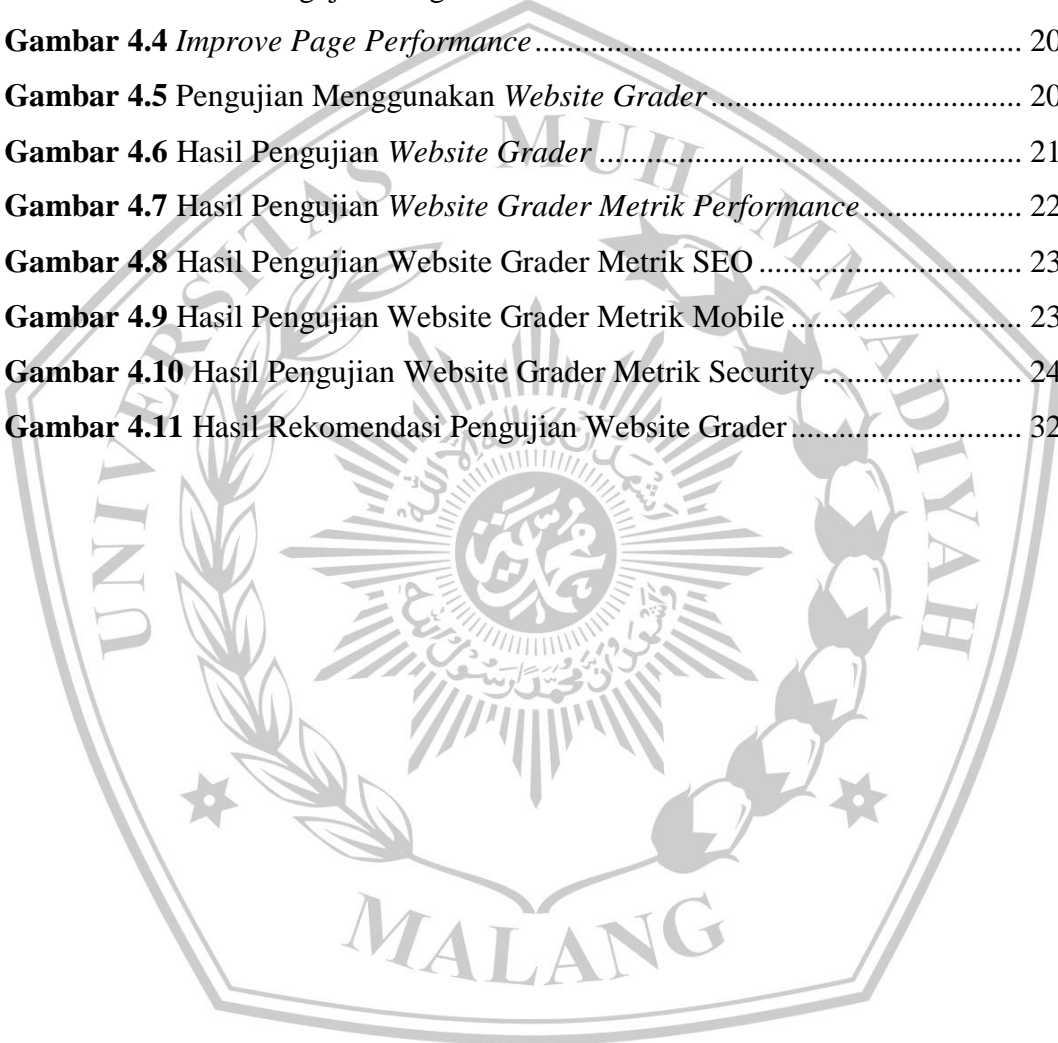 Gambar 4.4 Improve Page Performance.................................................................. 20
Gambar 4.5 Pengujian Menggunakan Website Grader.......................................... 20
Gambar 4.6 Hasil Pengujian Website Grader ........................................................ 21
Gambar 4.7 Hasil Pengujian Website Grader Metrik Performance..................... 22
Gambar 4.8 Hasil Pengujian Website Grader Metrik SEO ................................... 23
Gambar 4.9 Hasil Pengujian Website Grader Metrik Mobile ............................... 23
Gambar 4.10 Hasil Pengujian Website Grader Metrik Security .......................... 24
Gambar 4.11 Hasil Rekomendasi Pengujian Website Grader.............................. 32
UNIVERSITAS MUHAMMADIYAH
MALANG